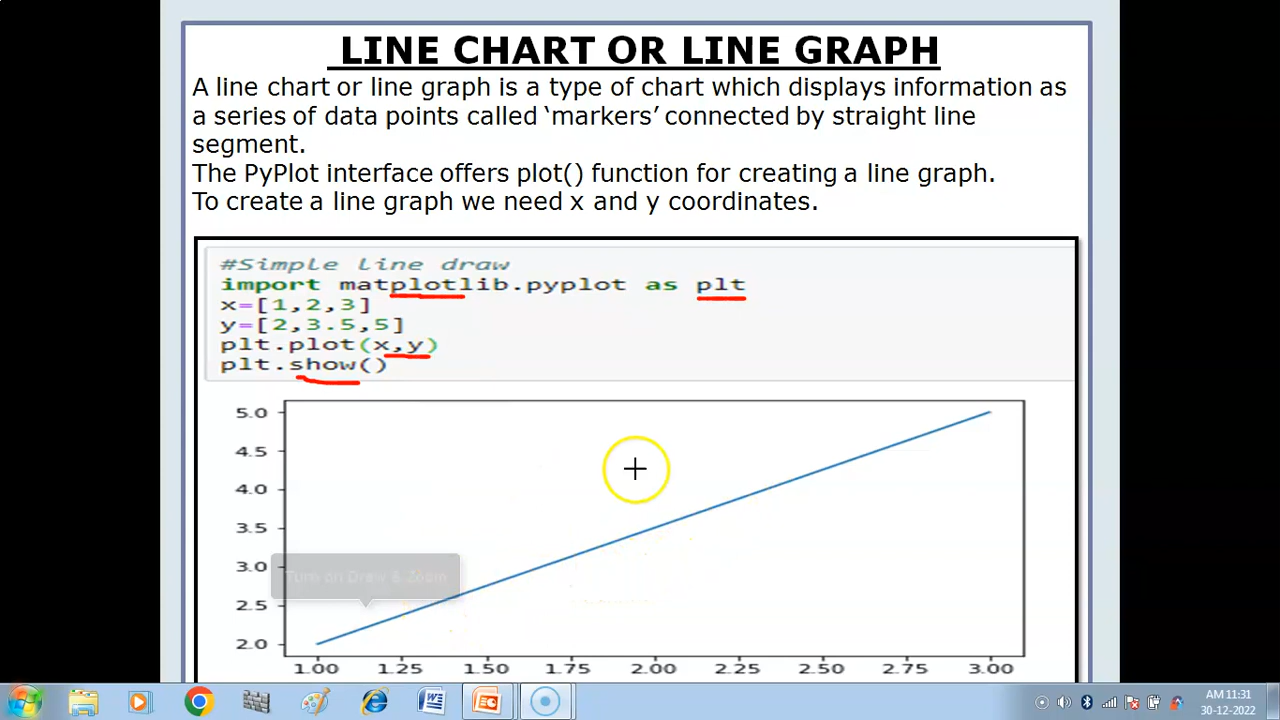 LINE CHART OR LINE GRAPH
A line chart or line graph is a type of chart which displays information as
a series of data points called ‘markers’ connected by straight line
segment.
The PyPlot interface offers plot() function for creating a line graph.
To create a line graph we need x and y coordinates.
#Simple line draw
import matplotlib.pyplot as plt
x=[1,2,3]
y=[2,3.5,5]
plt.plot(x,y)
plt.show()
5.0
4.5
4.0
3.5
3.0
Turn on Draw & Zoom
2.5
2.0
1.00 1.25 1.50 1.75 2.00 2.25 2.50 2.75 3.00
AM 11:31
30-12-2022